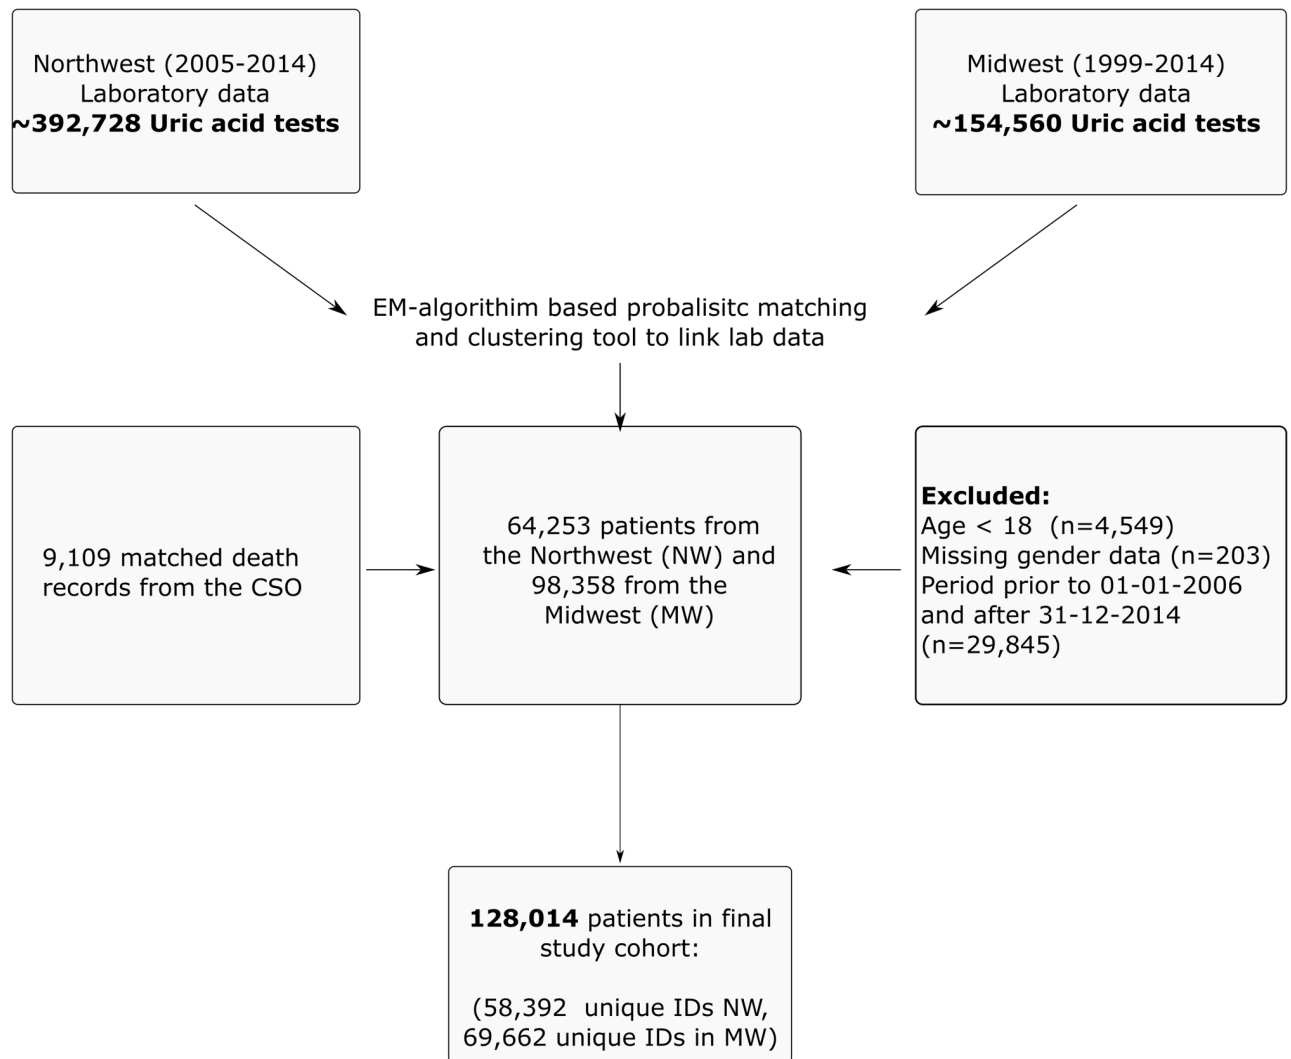 Northwest (2005-2014)
Laboratory data
~392,728 Uric acid tests
Midwest (1999-2014)
Laboratory data
~154,560 Uric acid tests
EM-algorithim based probalisitc matching
and clustering tool to link lab data
9,109 matched death
records from the CSO
64,253 patients from
the Northwest (NW) and
98,358 from the
Midwest (MW)
Excluded:
Age < 18 (n=4,549)
Missing gender data (n=203)
Period prior to 01-01-2006
and after 31-12-2014
(n=29,845)
128,014 patients in final
study cohort:
(58,392 unique IDs NW,
69,662 unique IDs in MW)